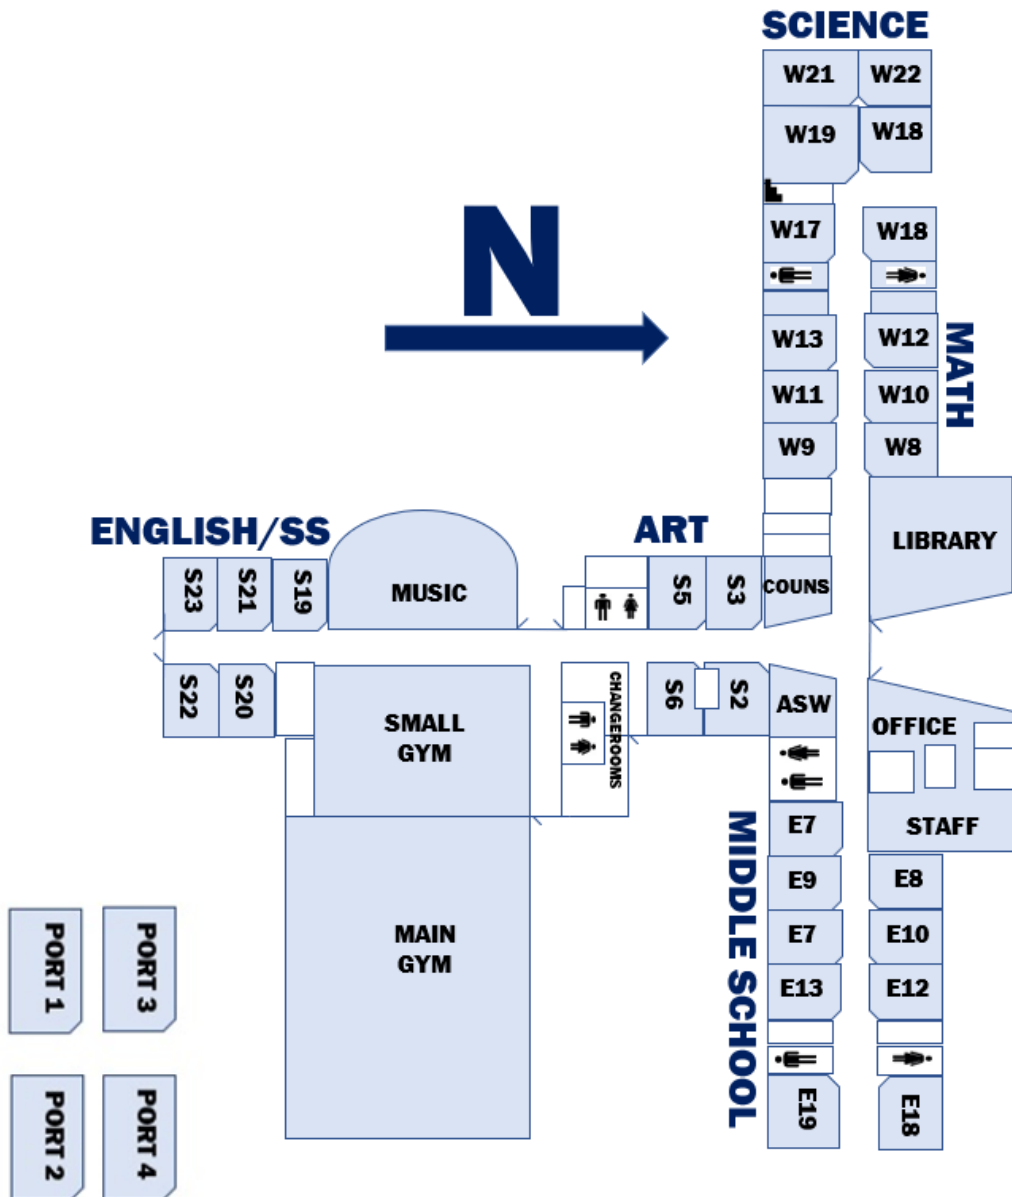 SCIENCE
W21
W22
W19
W18
N
W17
W18
W13
W12
MATH
W11
W10
W9
W8
ENGLISH/SS
ART
LIBRARY
S23
S21
S19
MUSIC
S5
S3
COUNS
S22
S20
SMALL
GYM
CHANGEROOMS
S6
S2
ASW
OFFICE
MIDDLE SCHOOL
E7
STAFF
E9
E8
MAIN
GYM
E7
E10
E13
E12
PORT 1
PORT 3
E19
E18
PORT 2
PORT 4